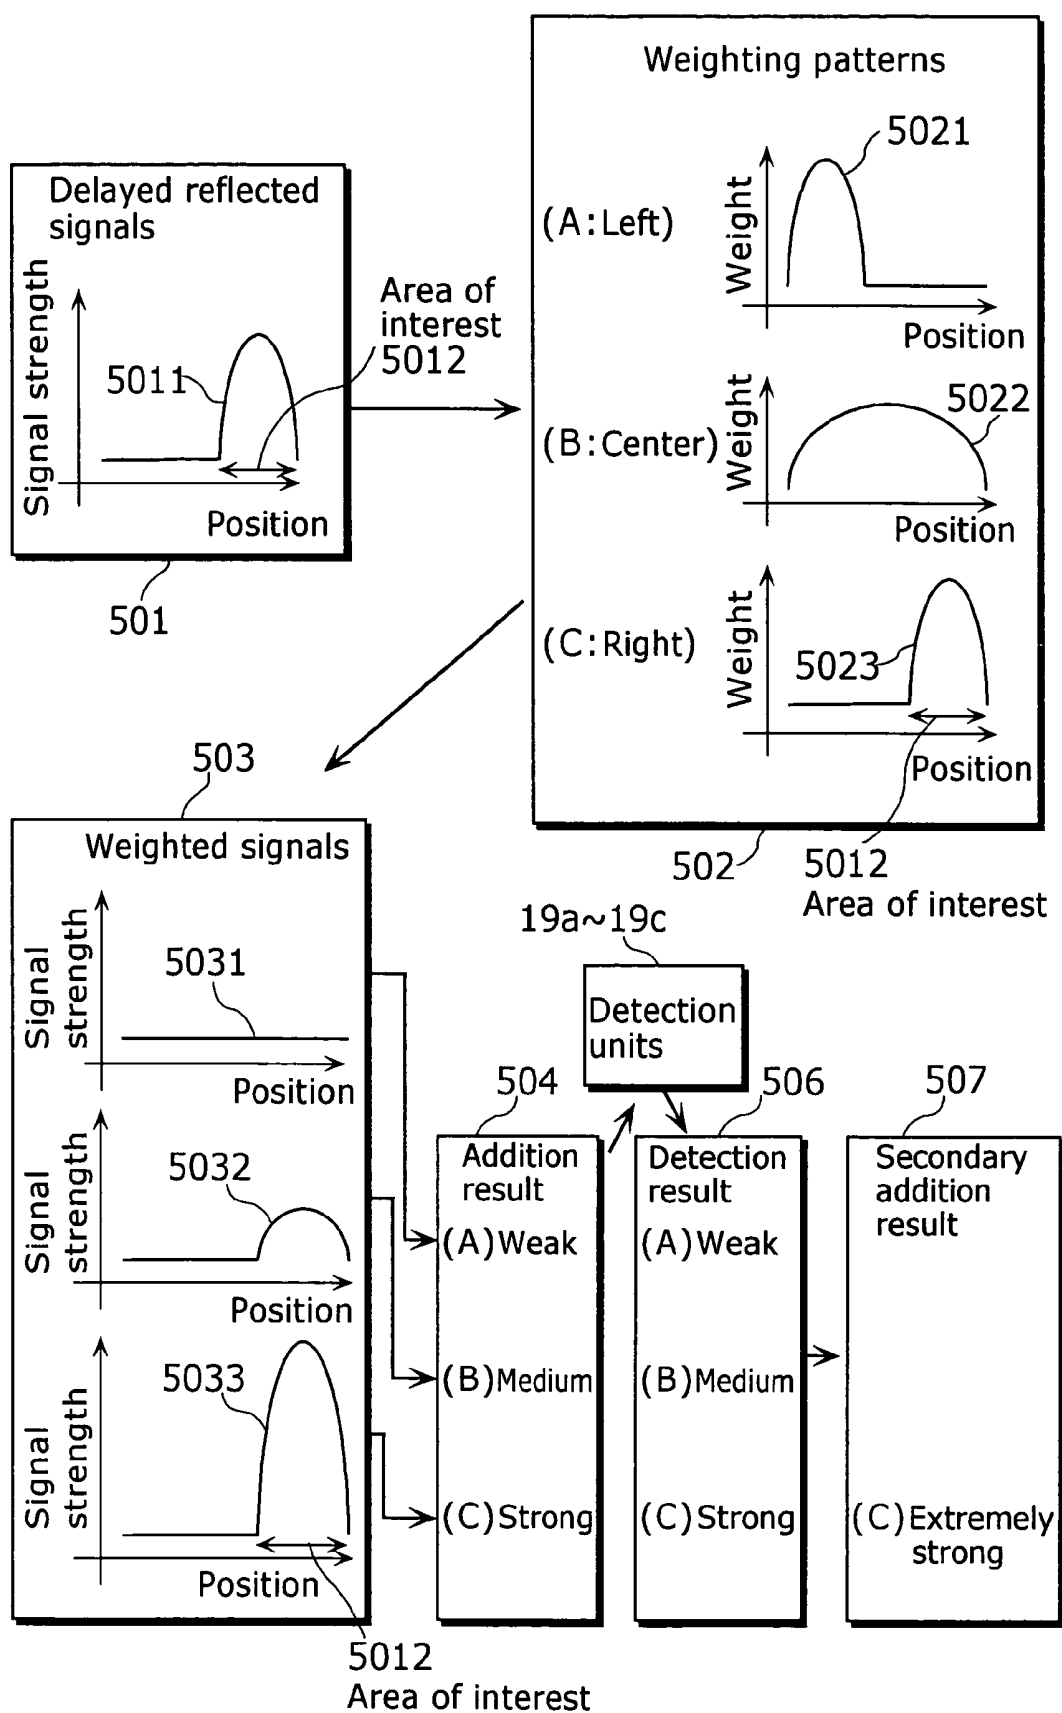 Weighting patterns
5021
(A:Left)
Weight
Position
5022
(B:Center)
Weight
Position
(C:Right)
5023
Weight
Position
502
5012
Area of interest
Delayed reflected
signals
Signal strength
5011
Area of
interest
5012
Position
501
503
Weighted signals
Signal
strength
5031
Position
Signal
strength
5032
Position
Signal
strength
5033
Position
5012
Area of interest
19a~19c
Detection
units
504
Addition
result
(A)Weak
(B)Medium
(C)Strong
506
Detection
result
(A)Weak
(B)Medium
(C)Strong
507
Secondary
addition
result
(C)Extremely
strong